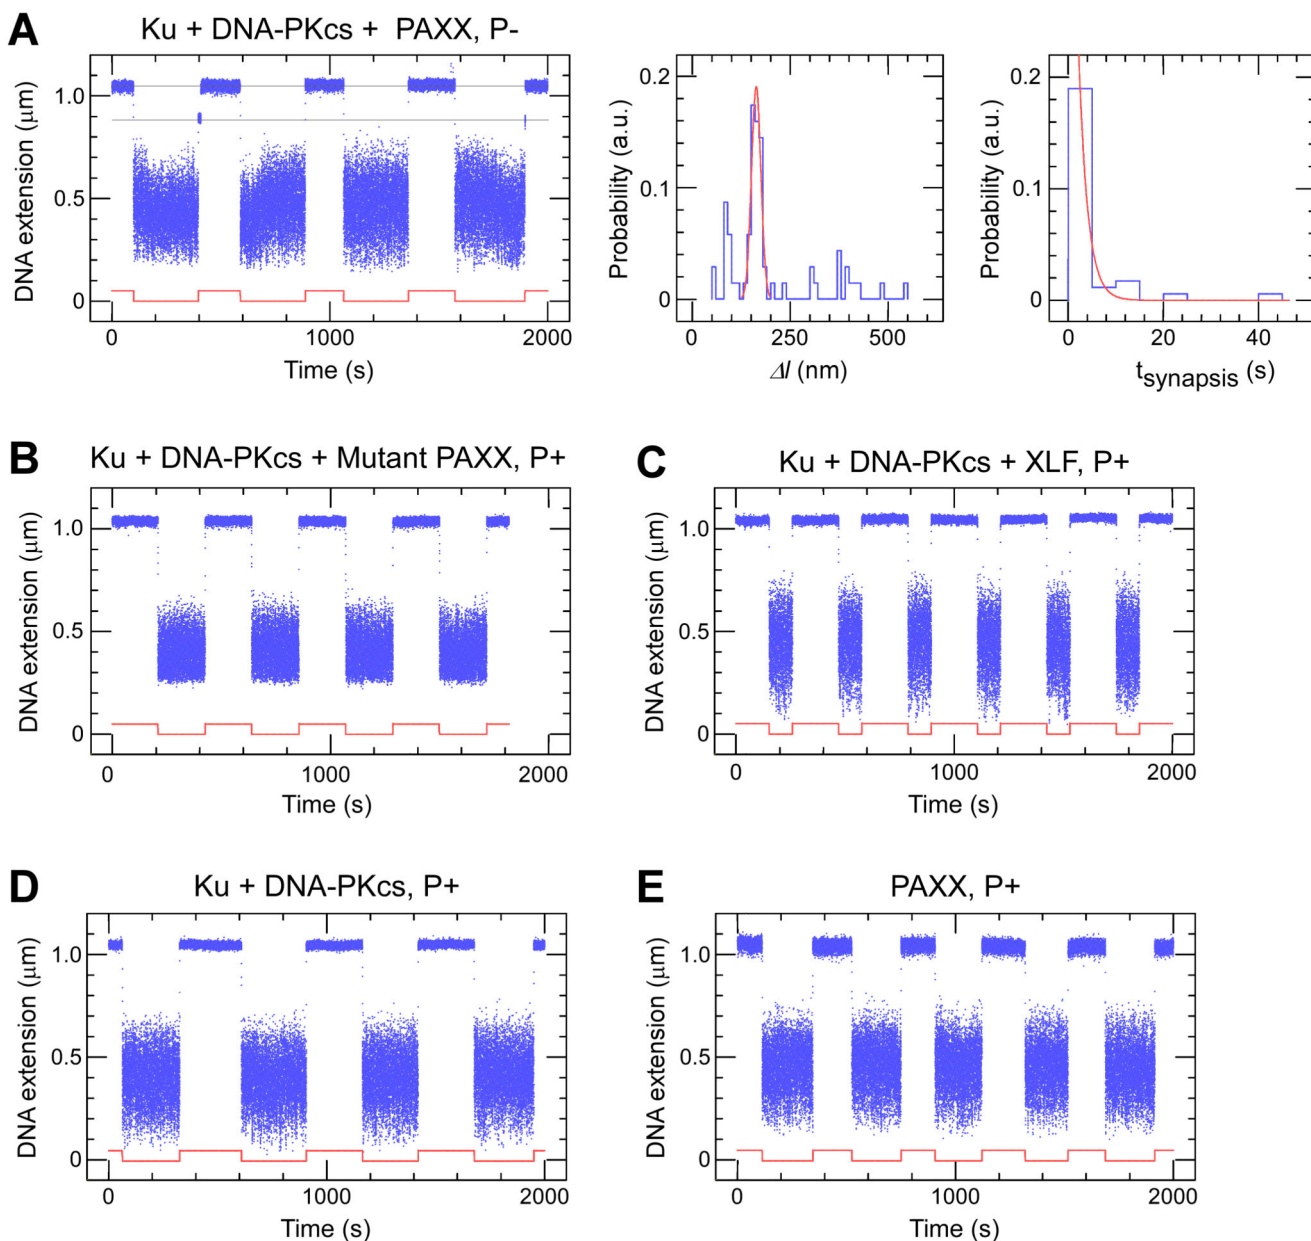 A
Ku + DNA-PKcs + PAXX, P-
DNA extension (μm)
1.0
0.5
0
0
1000
2000
Time (s)
Probability (a.u.)
0.2
0.1
0
0
250
500
Δl (nm)
Probability (a.u.)
0.2
0.1
0
0
20
40
tsynapsis (s)
B
Ku + DNA-PKcs + Mutant PAXX, P+
DNA extension (μm)
1.0
0.5
0
0
1000
2000
Time (s)
C
Ku + DNA-PKcs + XLF, P+
DNA extension (μm)
1.0
0.5
0
0
1000
2000
Time (s)
D
Ku + DNA-PKcs, P+
DNA extension (μm)
1.0
0.5
0
0
1000
2000
Time (s)
E
PAXX, P+
DNA extension (μm)
1.0
0.5
0
0
1000
2000
Time (s)